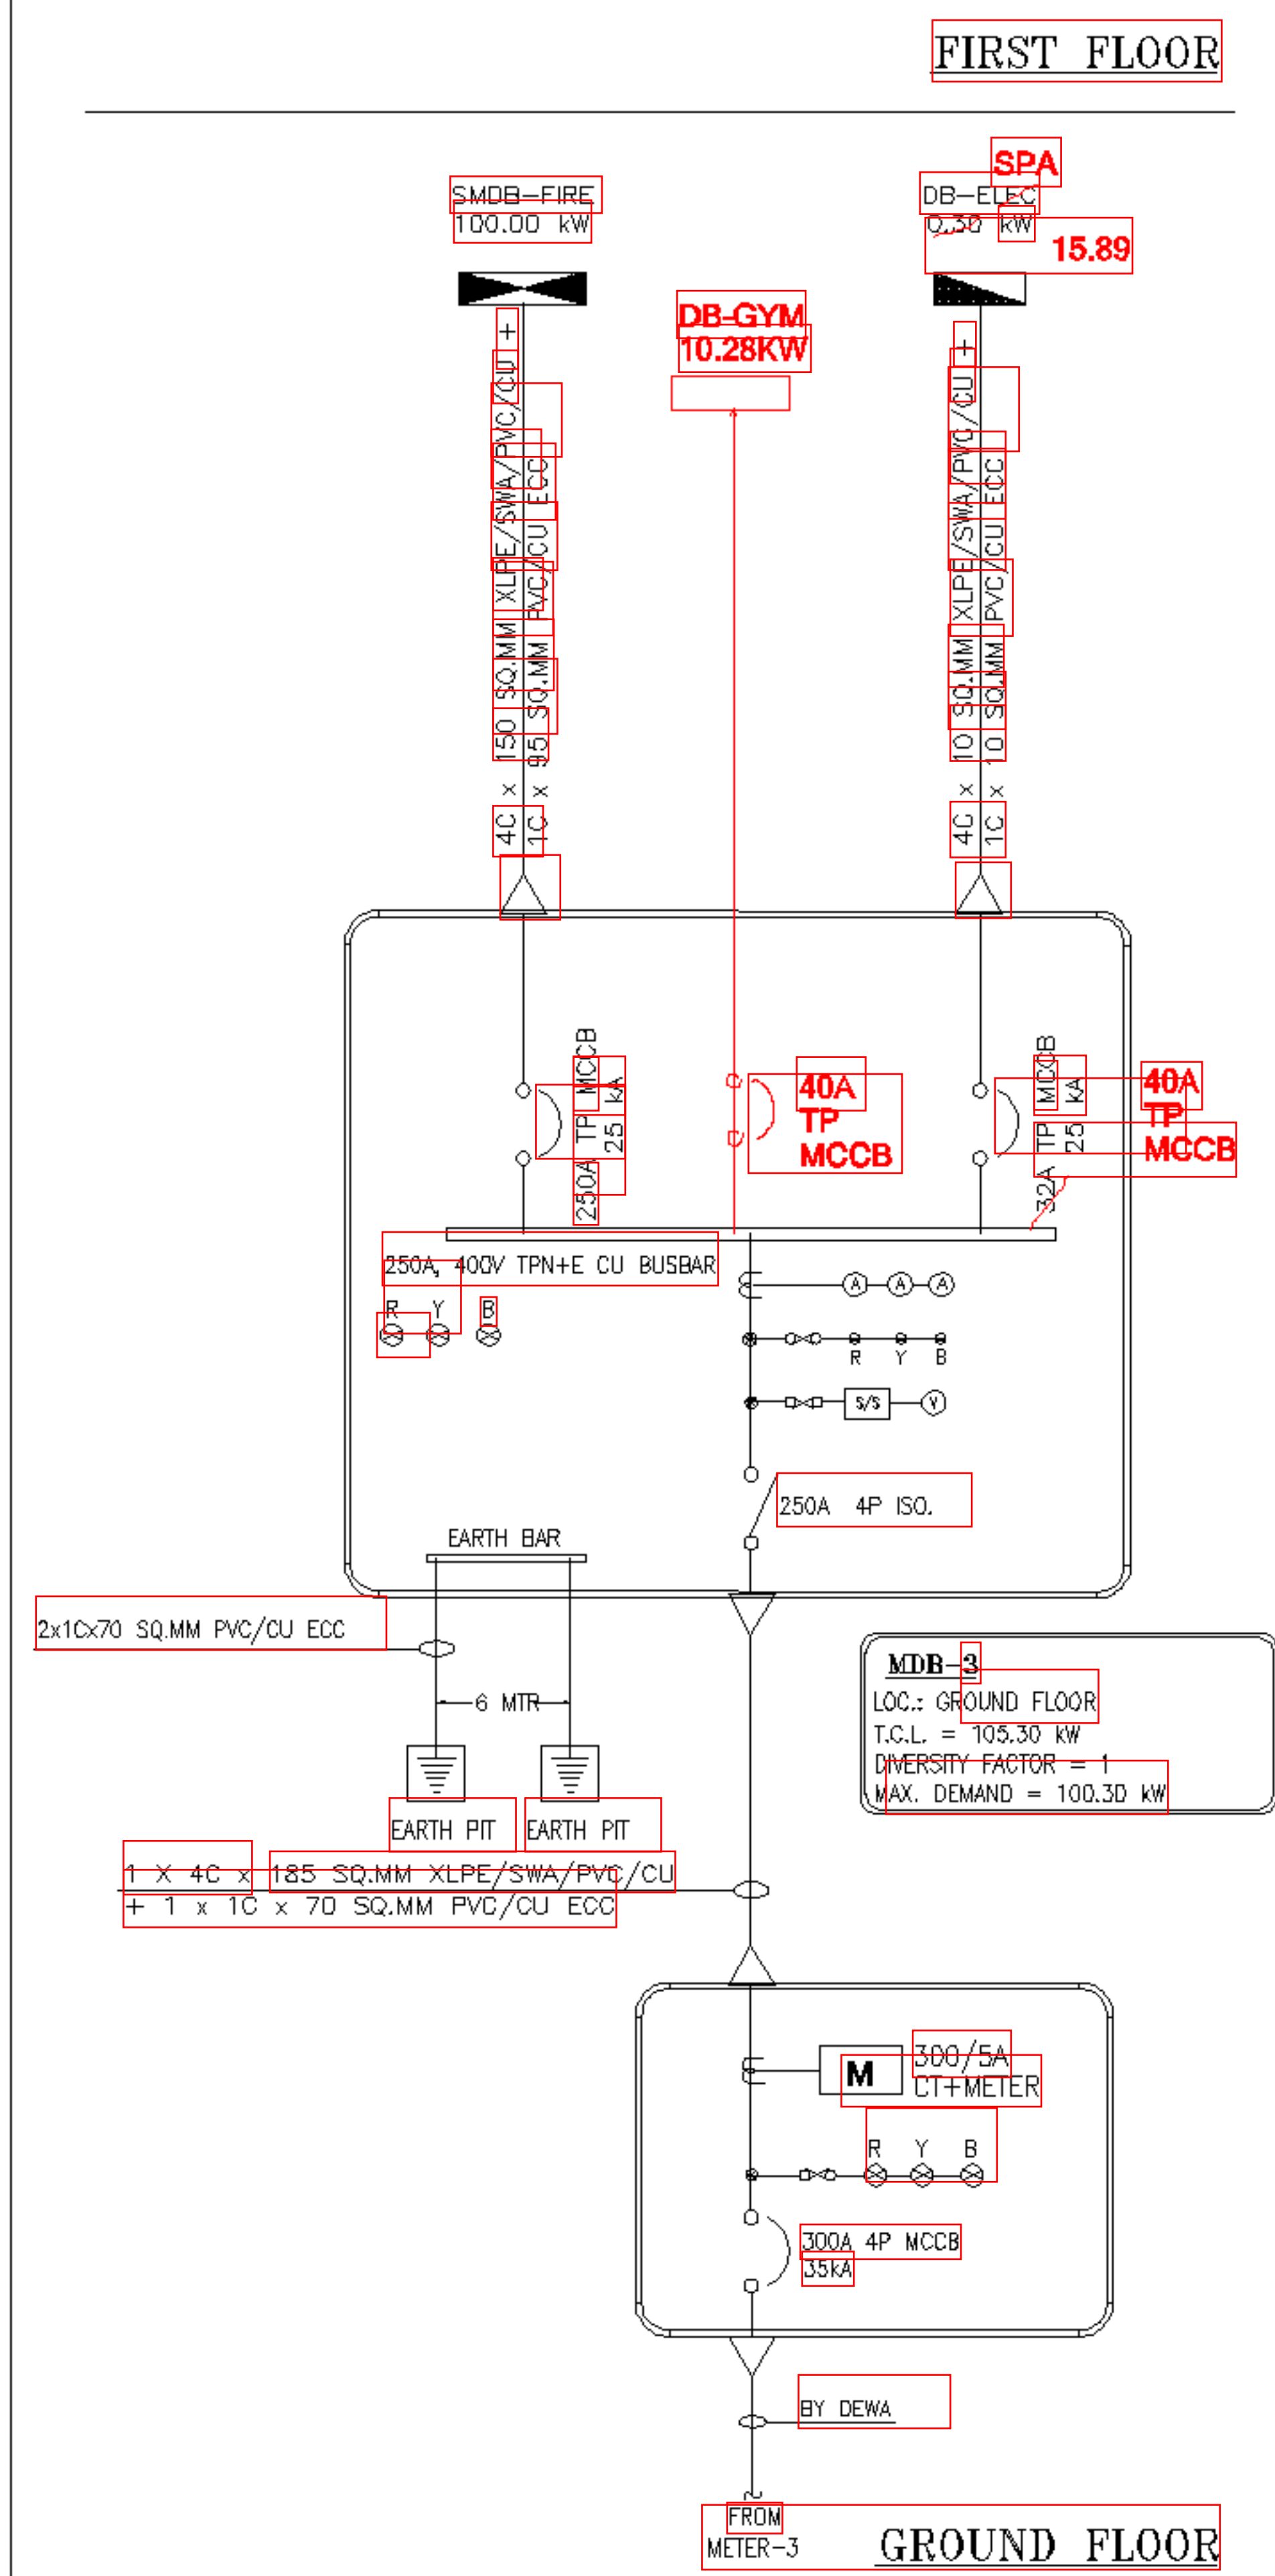 FIRST FLOOR
SPA
SMDB-FIRE
100.00 kW
DB-ELEC
0.30 kW
15.89
DB-GYM
10.28KW
4C x 150 SQ.MM XLPE/SWA/PVC/CU +
1C x 95 SQ.MM PVC/CU ECC
4C x 10 SQ.MM XLPE/SWA/PVC/CU +
1C x 10 SQ.MM PVC/CU ECC
250A TP MCCB
25 kA
40A
TP
MCCB
32A TP MCCB
25 kA
40A
TP
MCCB
250A, 400V TPN+E CU BUSBAR
A A A
R Y B
R Y B
S/S V
250A 4P ISO.
EARTH BAR
2x1Cx70 SQ.MM PVC/CU ECC
6 MTR
EARTH PIT EARTH PIT
MDB-3
LOC.: GROUND FLOOR
T.C.L. = 105.30 kW
DIVERSITY FACTOR = 1
MAX. DEMAND = 100.30 kW
1 X 4C x 185 SQ.MM XLPE/SWA/PVC/CU
+ 1 x 1C x 70 SQ.MM PVC/CU ECC
M
300/5A
CT+METER
R Y B
300A 4P MCCB
35kA
BY DEWA
FROM
METER-3
GROUND FLOOR